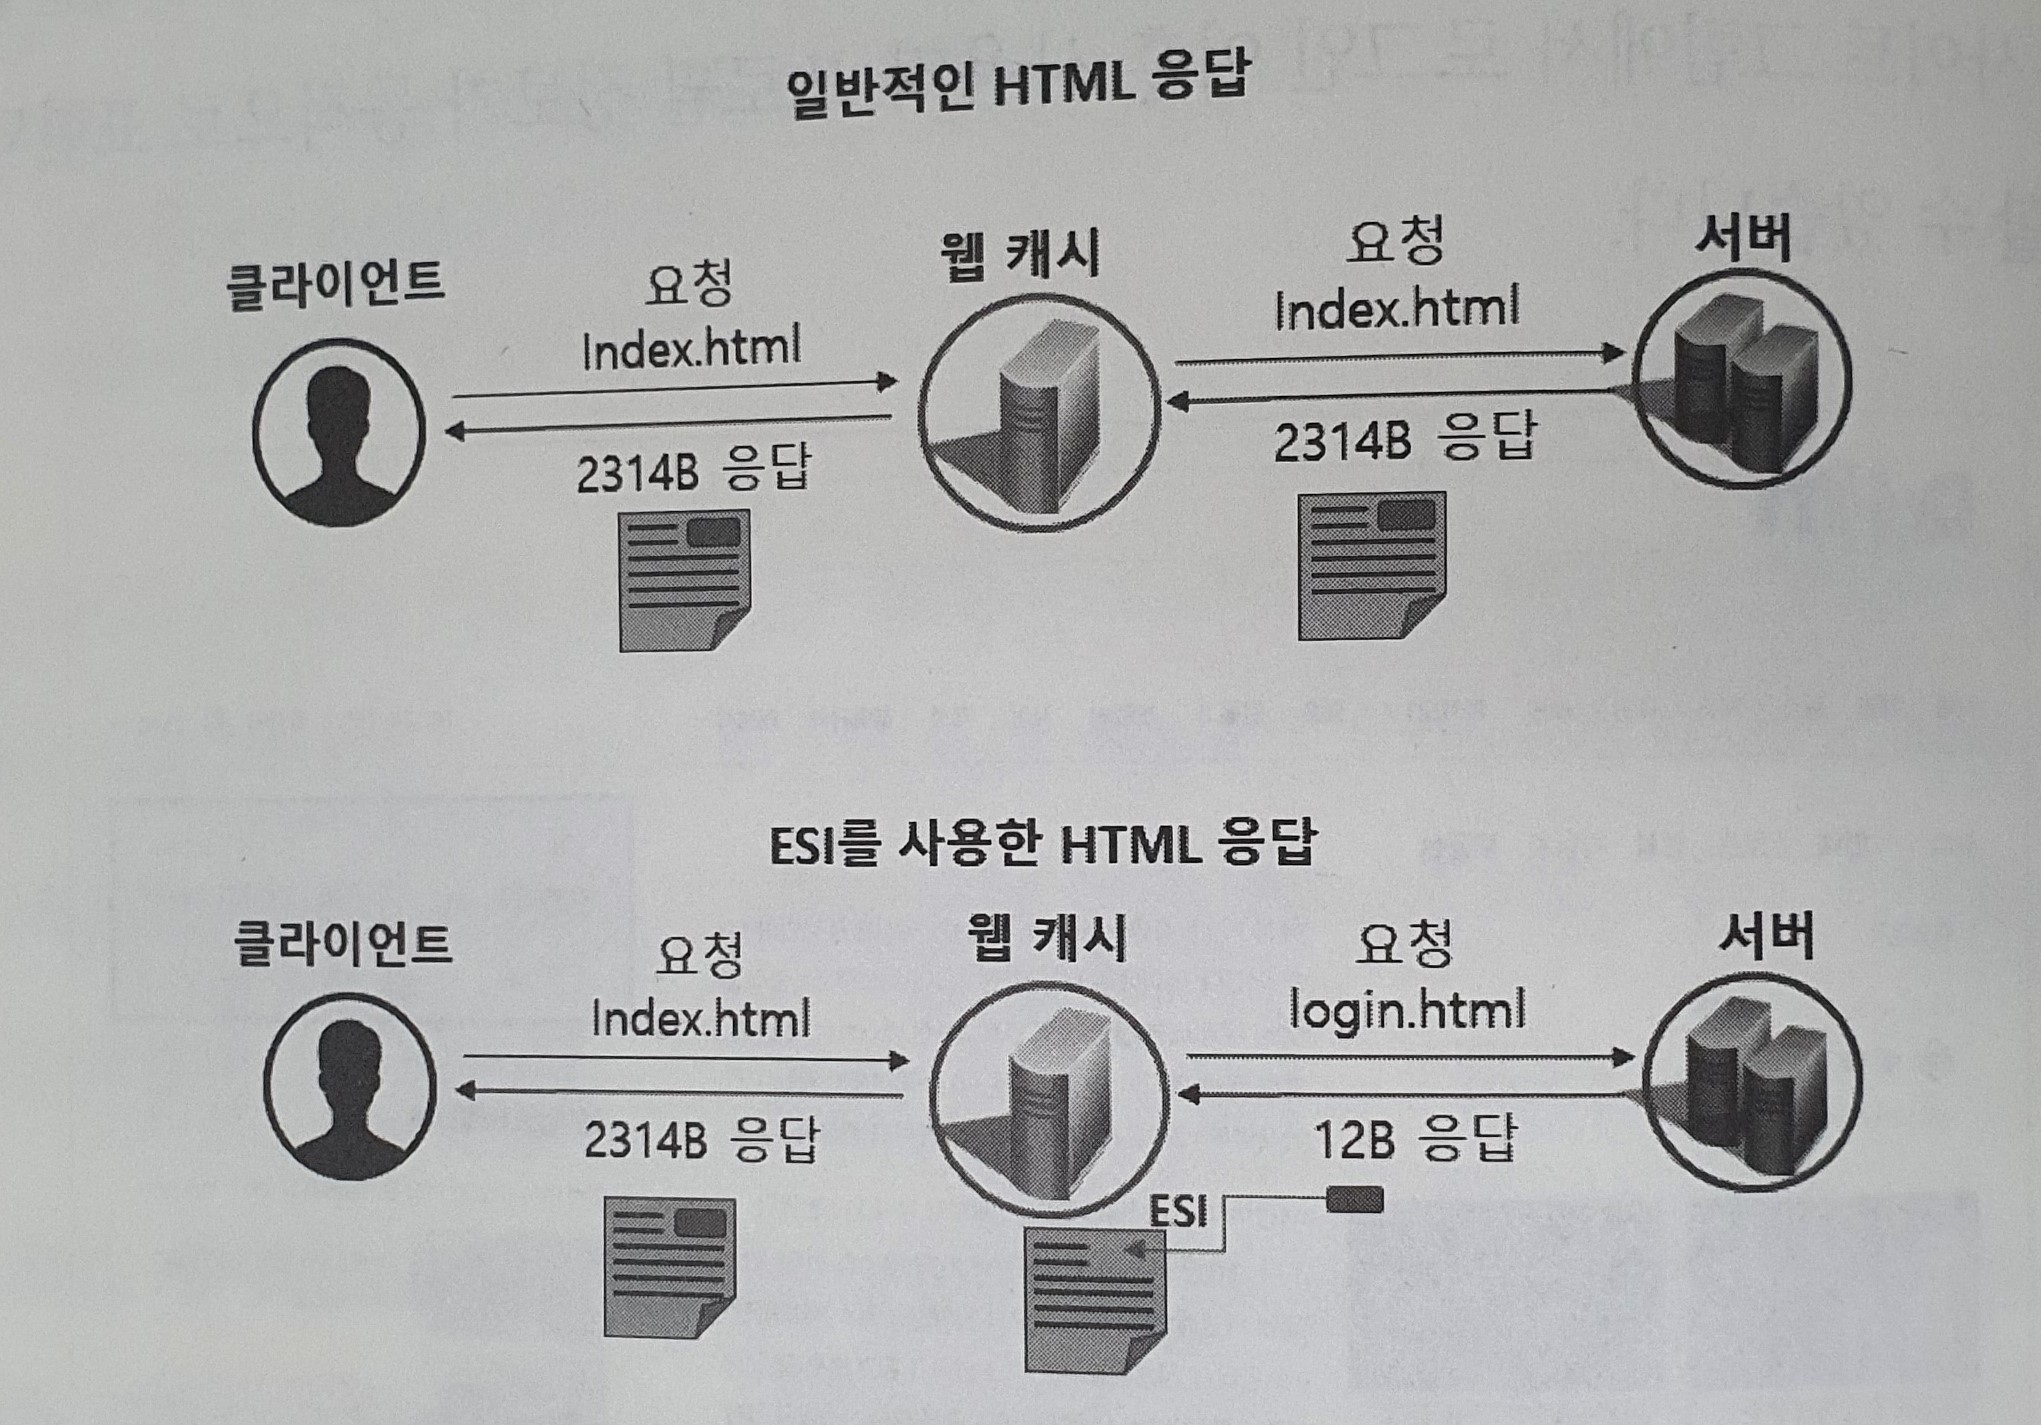 일반적인 HTML 응답
클라이언트
요청
Index.html
2314B 응답
웹 캐시
요청
Index.html
2314B 응답
서버
ESI를 사용한 HTML 응답
클라이언트
요청
Index.html
2314B 응답
웹 캐시
요청
login.html
12B 응답
ESI
서버